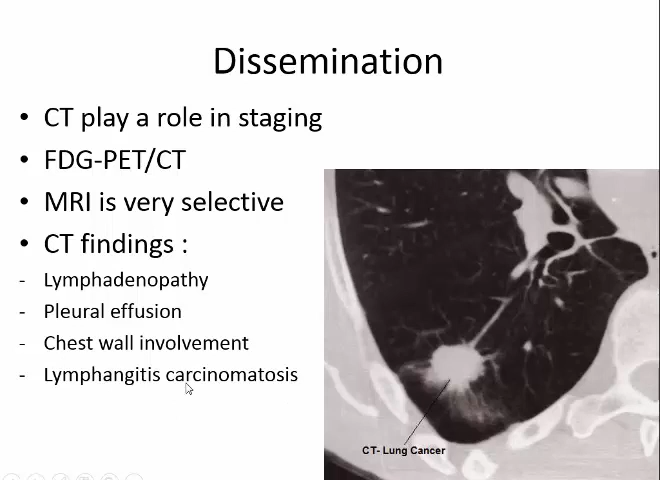 Dissemination
• CT play a role in staging
• FDG-PET/CT
• MRI is very selective
• CT findings :
- Lymphadenopathy
- Pleural effusion
- Chest wall involvement
- Lymphangitis carcinomatosis
CT- Lung Cancer